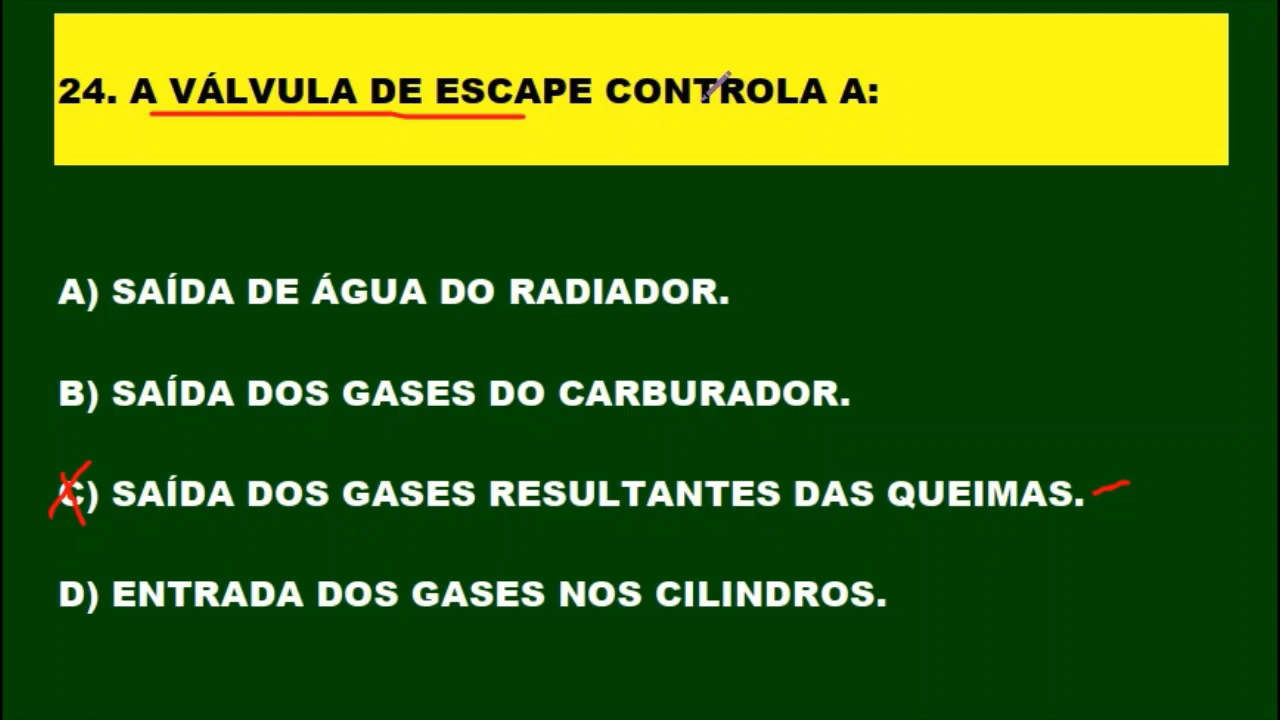 24. A VÁLVULA DE ESCAPE CONTROLA A:
A) SAÍDA DE ÁGUA DO RADIADOR.
B) SAÍDA DOS GASES DO CARBURADOR.
C) SAÍDA DOS GASES RESULTANTES DAS QUEIMAS.
D) ENTRADA DOS GASES NOS CILINDROS.